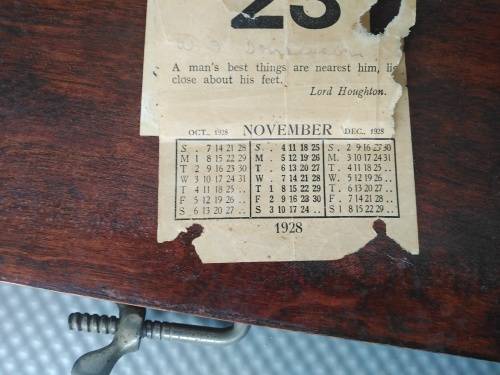 23
A man's best things are nearest him, lie
close about his feet.
Lord Houghton.
OCT., 1928 NOVEMBER DEC., 1928
S . 7 14 21 28 S . 4 11 18 25 S . 2 9 16 23 30
M 1 8 15 22 29 M . 5 12 19 26 M . 3 10 17 24 31
T 2 9 16 23 30 T . 6 13 20 27 T . 4 11 18 25 ..
W 3 10 17 24 31 W . 7 14 21 28 W . 5 12 19 26 ..
T 4 11 18 25 .. T 1 8 15 22 29 T . 6 13 20 27 ..
F 5 12 19 26 .. F 2 9 16 23 30 F . 7 14 21 28 ..
S 6 13 20 27 .. S 3 10 17 24 .. S 1 8 15 22 29 ..
1928